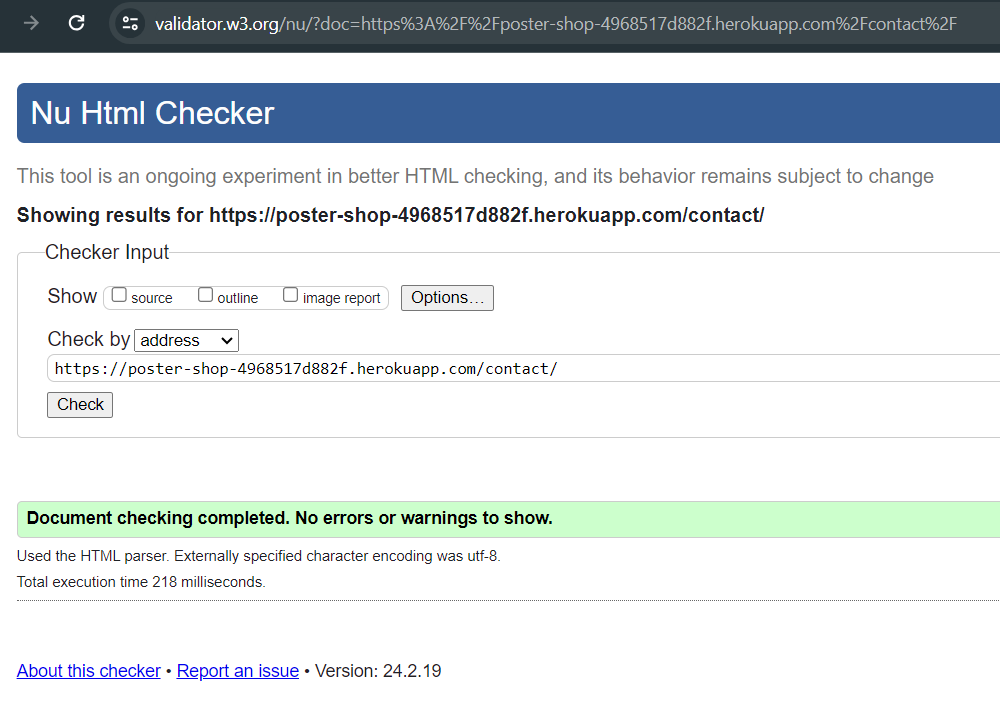 validator.w3.org/nu/?doc=https%3A%2F%2Fposter-shop-4968517d882f.herokuapp.com%2Fcontact%2F
Nu Html Checker
This tool is an ongoing experiment in better HTML checking, and its behavior remains subject to change
Showing results for https://poster-shop-4968517d882f.herokuapp.com/contact/
Checker Input
Show source outline image report Options...
Check by address
https://poster-shop-4968517d882f.herokuapp.com/contact/
Check
Document checking completed. No errors or warnings to show.
Used the HTML parser. Externally specified character encoding was utf-8.
Total execution time 218 milliseconds.
About this checker • Report an issue • Version: 24.2.19